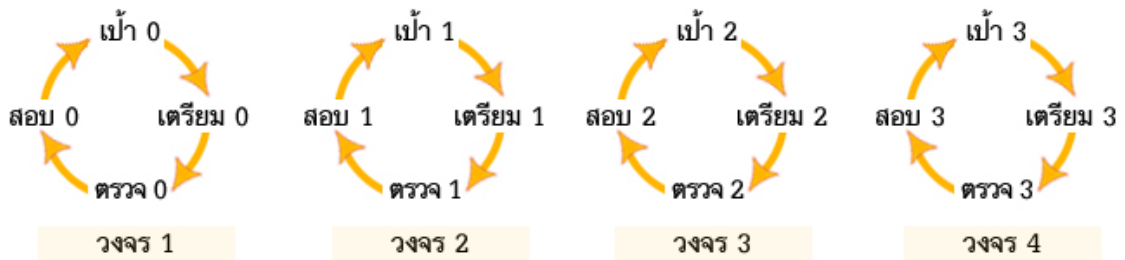 เป้า 0 เป้า 1 เป้า 2 เป้า 3
สอบ 0 เตรียม 0 สอบ 1 เตรียม 1 สอบ 2 เตรียม 2 สอบ 3 เตรียม 3
ตรวจ 0 ตรวจ 1 ตรวจ 2 ตรวจ 3
วงจร 1 วงจร 2 วงจร 3 วงจร 4